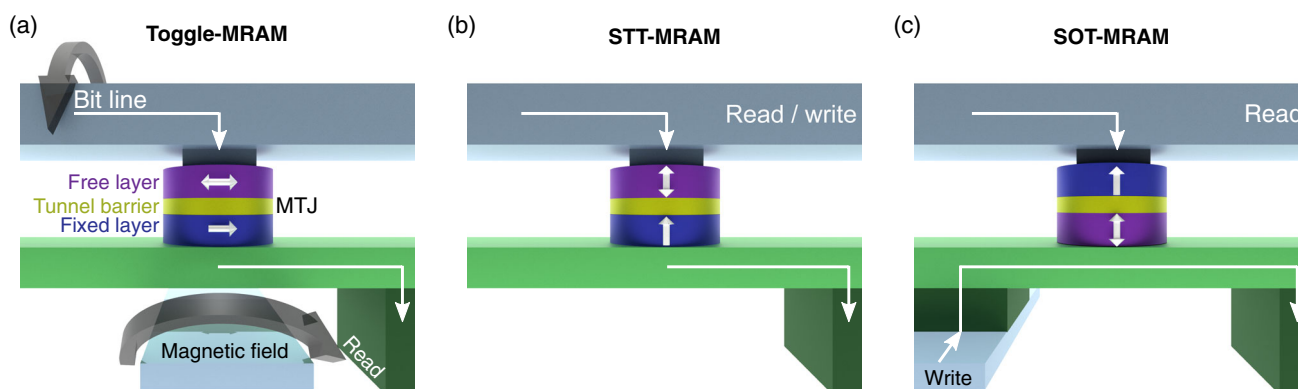 (a)
Toggle-MRAM
Bit line
Free layer
Tunnel barrier
Fixed layer
MTJ
Magnetic field
Read
(b)
STT-MRAM
Read / write
(c)
SOT-MRAM
Read
Write